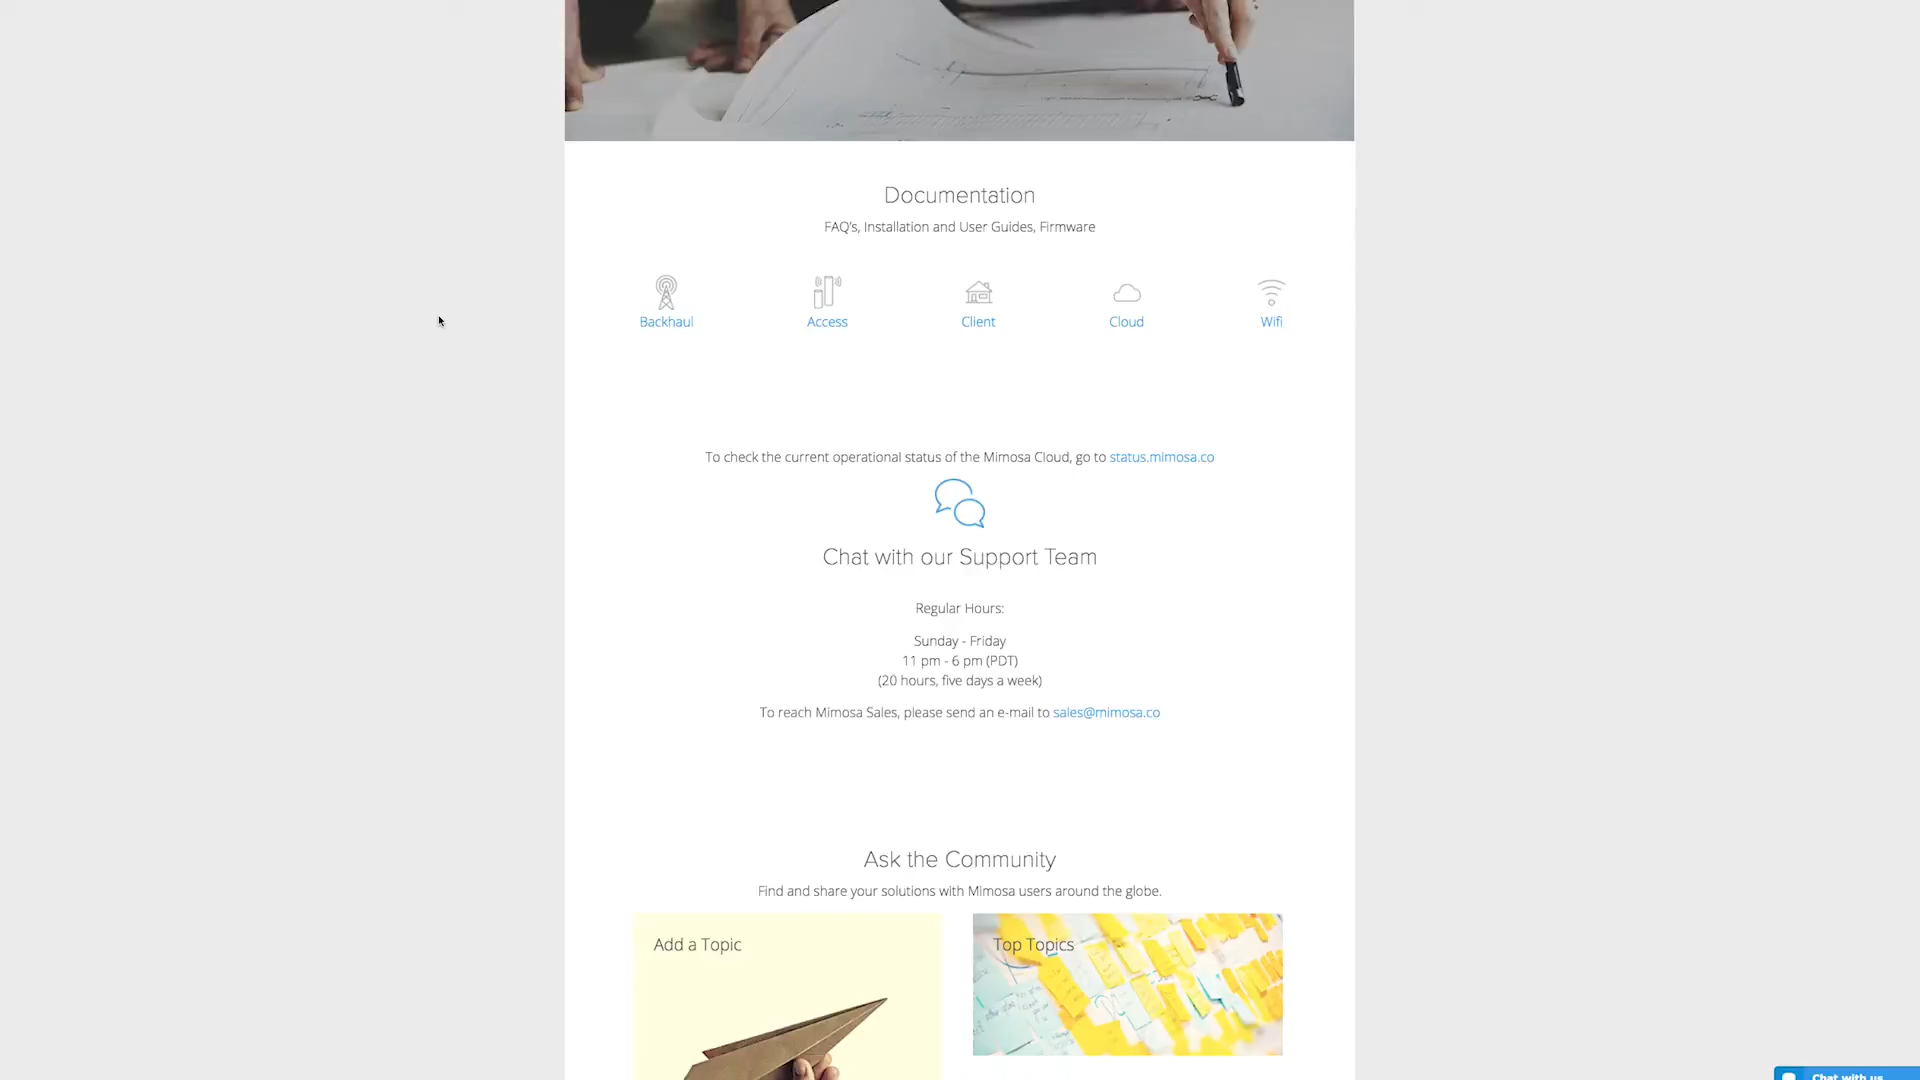 Documentation
FAQ's, Installation and User Guides, Firmware
Backhaul
Access
Client
Cloud
Wifi
To check the current operational status of the Mimosa Cloud, go to status.mimosa.co
Chat with our Support Team
Regular Hours:
Sunday - Friday
11 pm - 6 pm (PDT)
(20 hours, five days a week)
To reach Mimosa Sales, please send an e-mail to sales@mimosa.co
Ask the Community
Find and share your solutions with Mimosa users around the globe.
Add a Topic
Top Topics
Chat with us